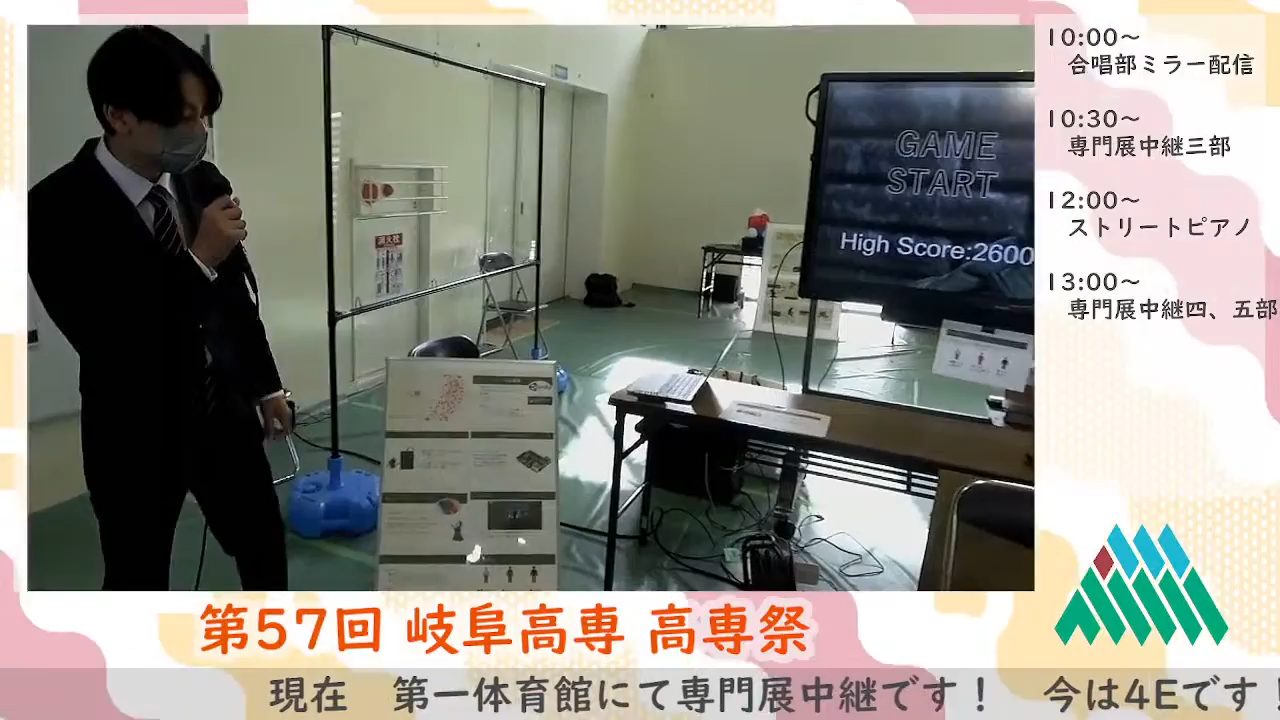 10:00～
合唱部ミラー配信
10:30～
専門展中継三部
12:00～
ストリートピアノ
13:00～
専門展中継四、五部
GAME
START
High Score:2600
消火栓
第57回 岐阜高専 高専祭
現在　第一体育館にて専門展中継です！　今は4Eです！